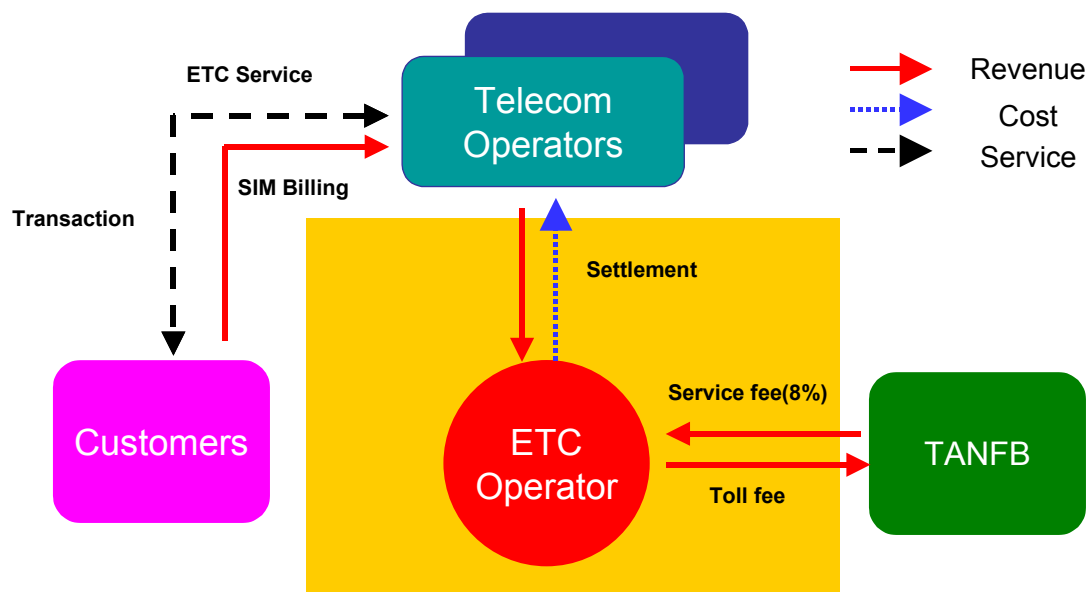 ETC Service
Telecom
Operators
Revenue
Cost
Service
SIM Billing
Transaction
Settlement
Customers
ETC
Operator
Service fee(8%)
Toll fee
TANFB